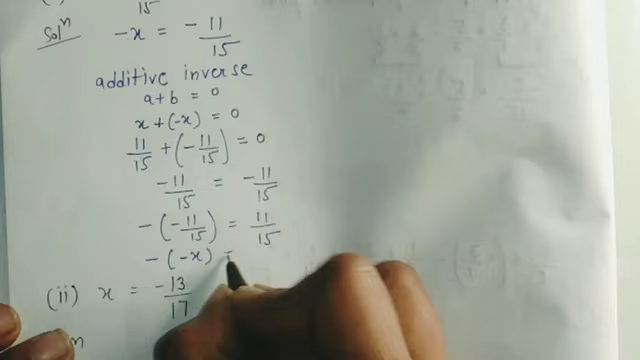 15
Solⁿ -x = -11/15
additive inverse
a+b = 0
x+(-x) = 0
11/15 + (-11/15) = 0
-11/15 = -11/15
-(-11/15) = 11/15
-(-x) =
(ii) x = -13/17
n